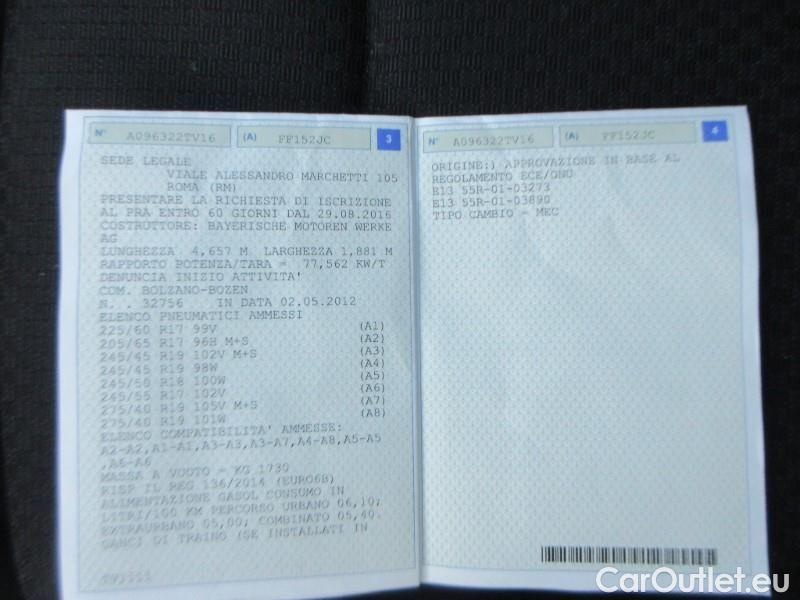 N° A096322TV16 (A) FF152JC 3
SEDE LEGALE
VIALE ALESSANDRO MARCHETTI 105
ROMA (RM)
PRESENTARE LA RICHIESTA DI ISCRIZIONE
AL PRA ENTRO 60 GIORNI DAL 29.08.2016
COSTRUTTORE: BAYERISCHE MOTOREN WERKE
AG
LUNGHEZZA 4,657 M LARGHEZZA 1,881 M
RAPPORTO POTENZA/TARA = 77,562 KW/T
DENUNCIA INIZIO ATTIVITA'
COM. BOLZANO-BOZEN
N. . 32756 IN DATA 02.05.2012
ELENCO PNEUMATICI AMMESSI
225/60 R17 99V (A1)
205/65 R17 96H M+S (A2)
245/45 R19 102V M+S (A3)
245/45 R19 98W (A4)
245/50 R18 100W (A5)
245/55 R17 102V (A6)
275/40 R19 105V M+S (A7)
275/40 R19 101W (A8)
ELENCO COMPATIBILITA' AMMESSE:
A2-A2,A1-A1,A3-A3,A3-A7,A4-A8,A5-A5
,A6-A6
MASSA A VUOTO = KG 1730
RISP IL REG 136/2014 (EURO6B)
ALIMENTAZIONE GASOL CONSUMO IN
LITRI/100 KM PERCORSO URBANO 06,10;
EXTRAURBANO 05,00; COMBINATO 05,40.
GANCI DI TRAINO (SE INSTALLATI IN
N° A096322TV16 (A) FF152JC 4
ORIGINE:) APPROVAZIONE IN BASE AL
REGOLAMENTO ECE/ONU
E13 55R-01-03273
E13 55R-01-03890
TIPO CAMBIO - MEC
CarOutlet.eu